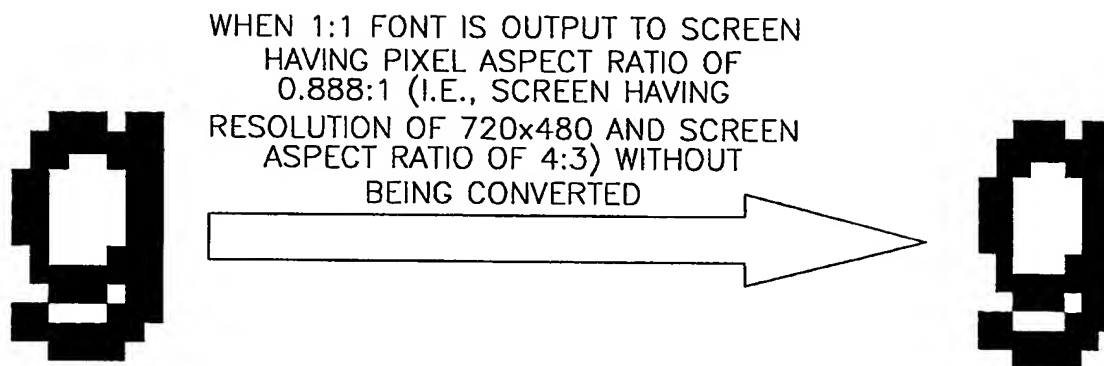 WHEN 1:1 FONT IS OUTPUT TO SCREEN
HAVING PIXEL ASPECT RATIO OF
0.888:1 (I.E., SCREEN HAVING
RESOLUTION OF 720x480 AND SCREEN
ASPECT RATIO OF 4:3) WITHOUT
BEING CONVERTED
g
g